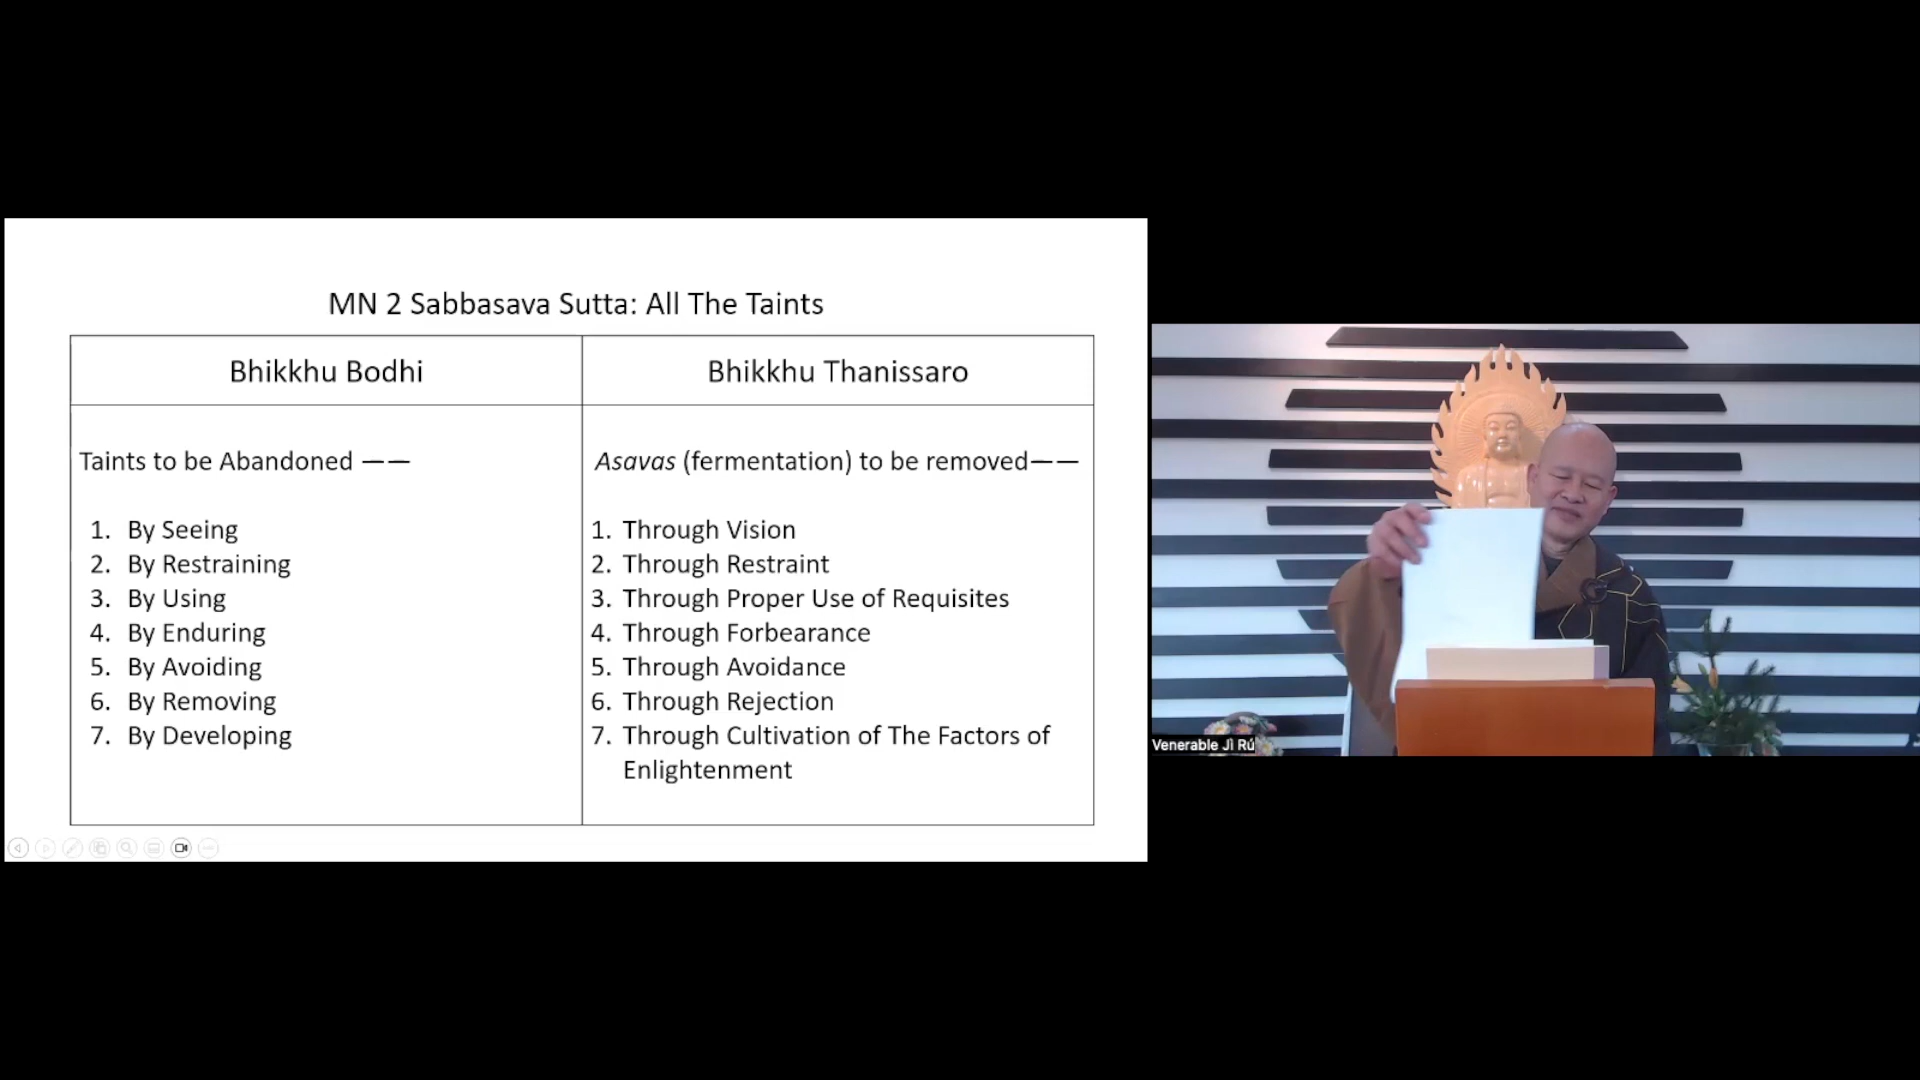 MN 2 Sabbasava Sutta: All The Taints
Bhikkhu Bodhi
Taints to be Abandoned ——
1. By Seeing
2. By Restraining
3. By Using
4. By Enduring
5. By Avoiding
6. By Removing
7. By Developing
Bhikkhu Thanissaro
Asavas (fermentation) to be removed——
1. Through Vision
2. Through Restraint
3. Through Proper Use of Requisites
4. Through Forbearance
5. Through Avoidance
6. Through Rejection
7. Through Cultivation of The Factors of
Enlightenment
Venerable Jì Rú